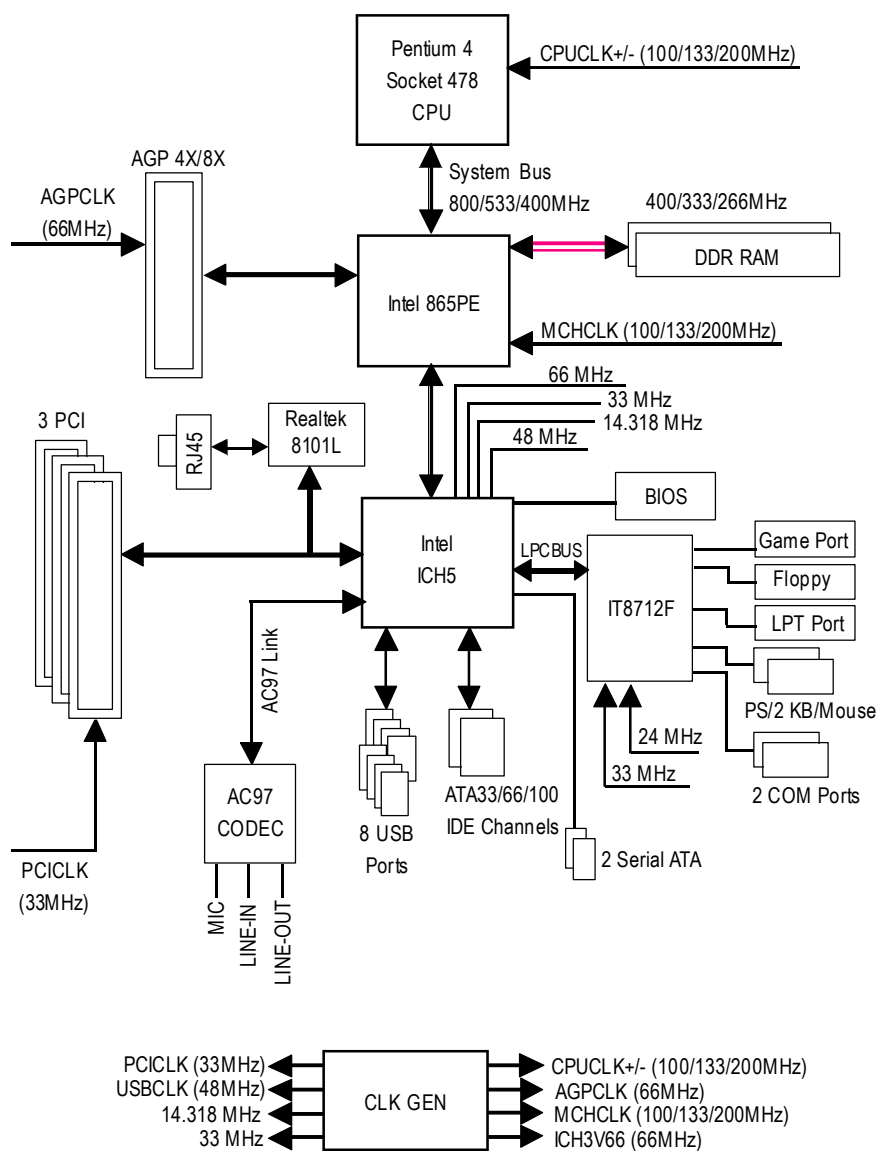 Pentium 4
Socket 478
CPU
CPUCLK+/- (100/133/200MHz)
AGP 4X/8X
AGPCLK
(66MHz)
System Bus
800/533/400MHz
400/333/266MHz
DDR RAM
Intel 865PE
MCHCLK (100/133/200MHz)
66 MHz
33 MHz
14.318 MHz
48 MHz
3 PCI
RJ45
Realtek
8101L
BIOS
Intel
ICH5
LPCBUS
IT8712F
Game Port
Floppy
LPT Port
PS/2 KB/Mouse
2 COM Ports
24 MHz
33 MHz
AC97 Link
AC97
CODEC
MIC
LINE-IN
LINE-OUT
8 USB
Ports
ATA33/66/100
IDE Channels
2 Serial ATA
PCICLK
(33MHz)
CLK GEN
PCICLK (33MHz)
USBCLK (48MHz)
14.318 MHz
33 MHz
CPUCLK+/- (100/133/200MHz)
AGPCLK (66MHz)
MCHCLK (100/133/200MHz)
ICH3V66 (66MHz)